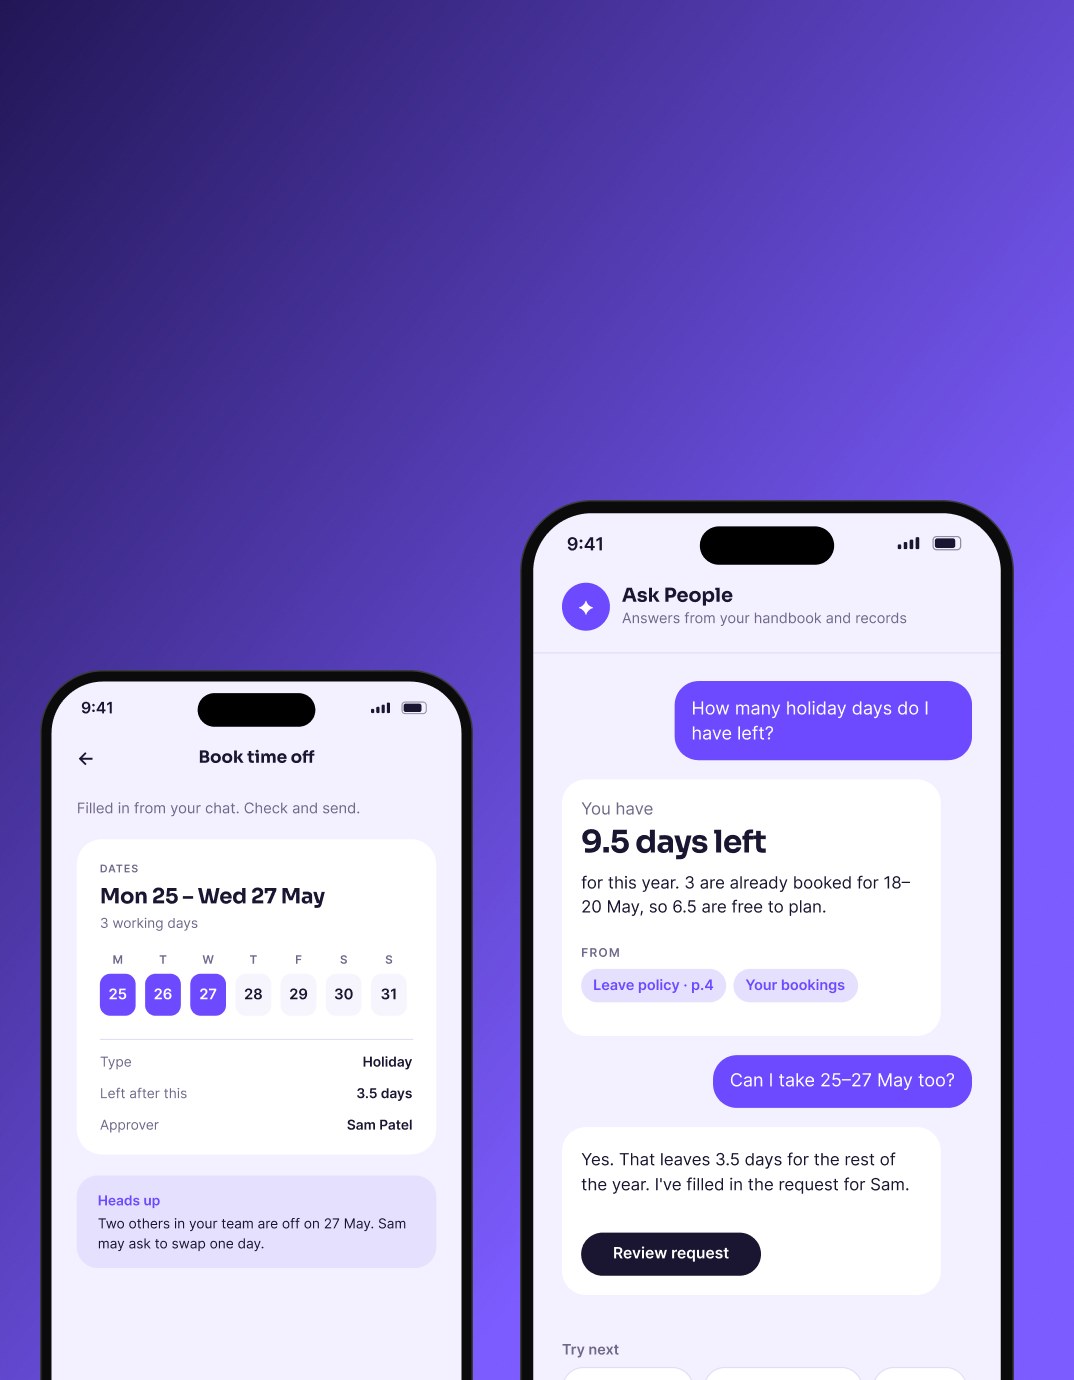 9:41
Book time off
Filled in from your chat. Check and send.
DATES
Mon 25 – Wed 27 May
3 working days
M T W T F S S
25 26 27 28 29 30 31
Type Holiday
Left after this 3.5 days
Approver Sam Patel
Heads up
Two others in your team are off on 27 May. Sam
may ask to swap one day.
9:41
Ask People
Answers from your handbook and records
How many holiday days do I
have left?
You have
9.5 days left
for this year. 3 are already booked for 18–
20 May, so 6.5 are free to plan.
FROM
Leave policy · p.4 Your bookings
Can I take 25–27 May too?
Yes. That leaves 3.5 days for the rest of
the year. I've filled in the request for Sam.
Review request
Try next